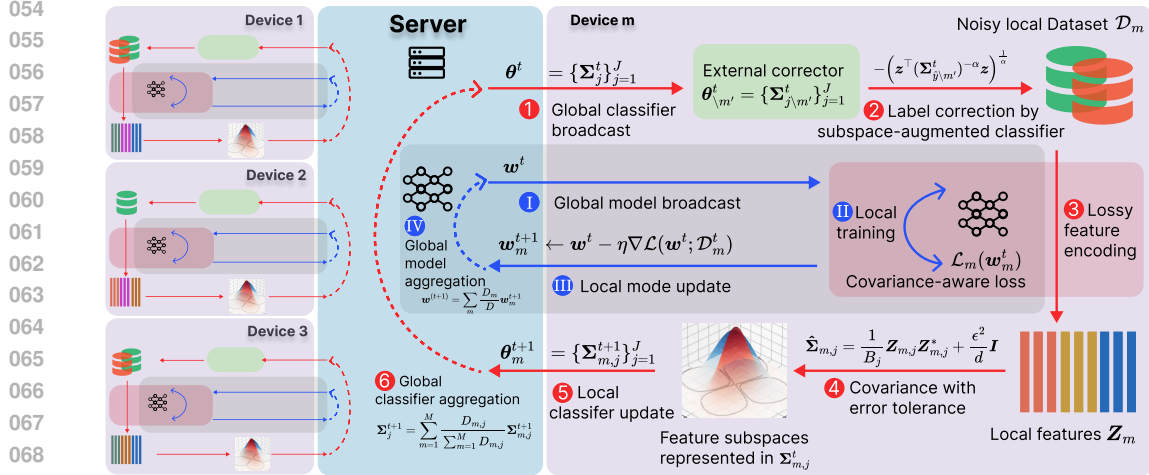 054
055
056
057
058
059
060
061
062
063
064
065
066
067
068
Device 1
Device 2
Device 3
Server
Device m
Noisy local Dataset 𝒟_m
θ^t = {Σ_j^t}_{j=1}^J
1 Global classifier
broadcast
External corrector
θ_{\m′}^t = {Σ_{j\m′}^t}_{j=1}^J
−(z^⊤(Σ_{ŷ\m′}^t)^{−α}z)^{1/α}
2 Label correction by
subspace-augmented classifier
w^t
I Global model broadcast
w_m^{t+1} ← w^t − η∇ℒ(w^t; 𝒟_m^t)
III Local mode update
IV
Global
model
aggregation
w^{(t+1)} = ∑_m D_m/D w_m^{t+1}
II Local
training
ℒ_m(w_m^t)
Covariance-aware loss
3 Lossy
feature
encoding
θ_m^{t+1} = {Σ_{m,j}^{t+1}}_{j=1}^J
5 Local
classifer update
6 Global
classifier aggregation
Σ_j^{t+1} = ∑_{m=1}^M D_{m,j}/∑_{m=1}^M D_{m,j} Σ_{m,j}^{t+1}
Feature subspaces
represented in Σ_{m,j}^t
Σ̂_{m,j} = 1/B_j Z_{m,j}Z_{m,j}^* + ϵ²/d I
4 Covariance with
error tolerance
Local features Z_m